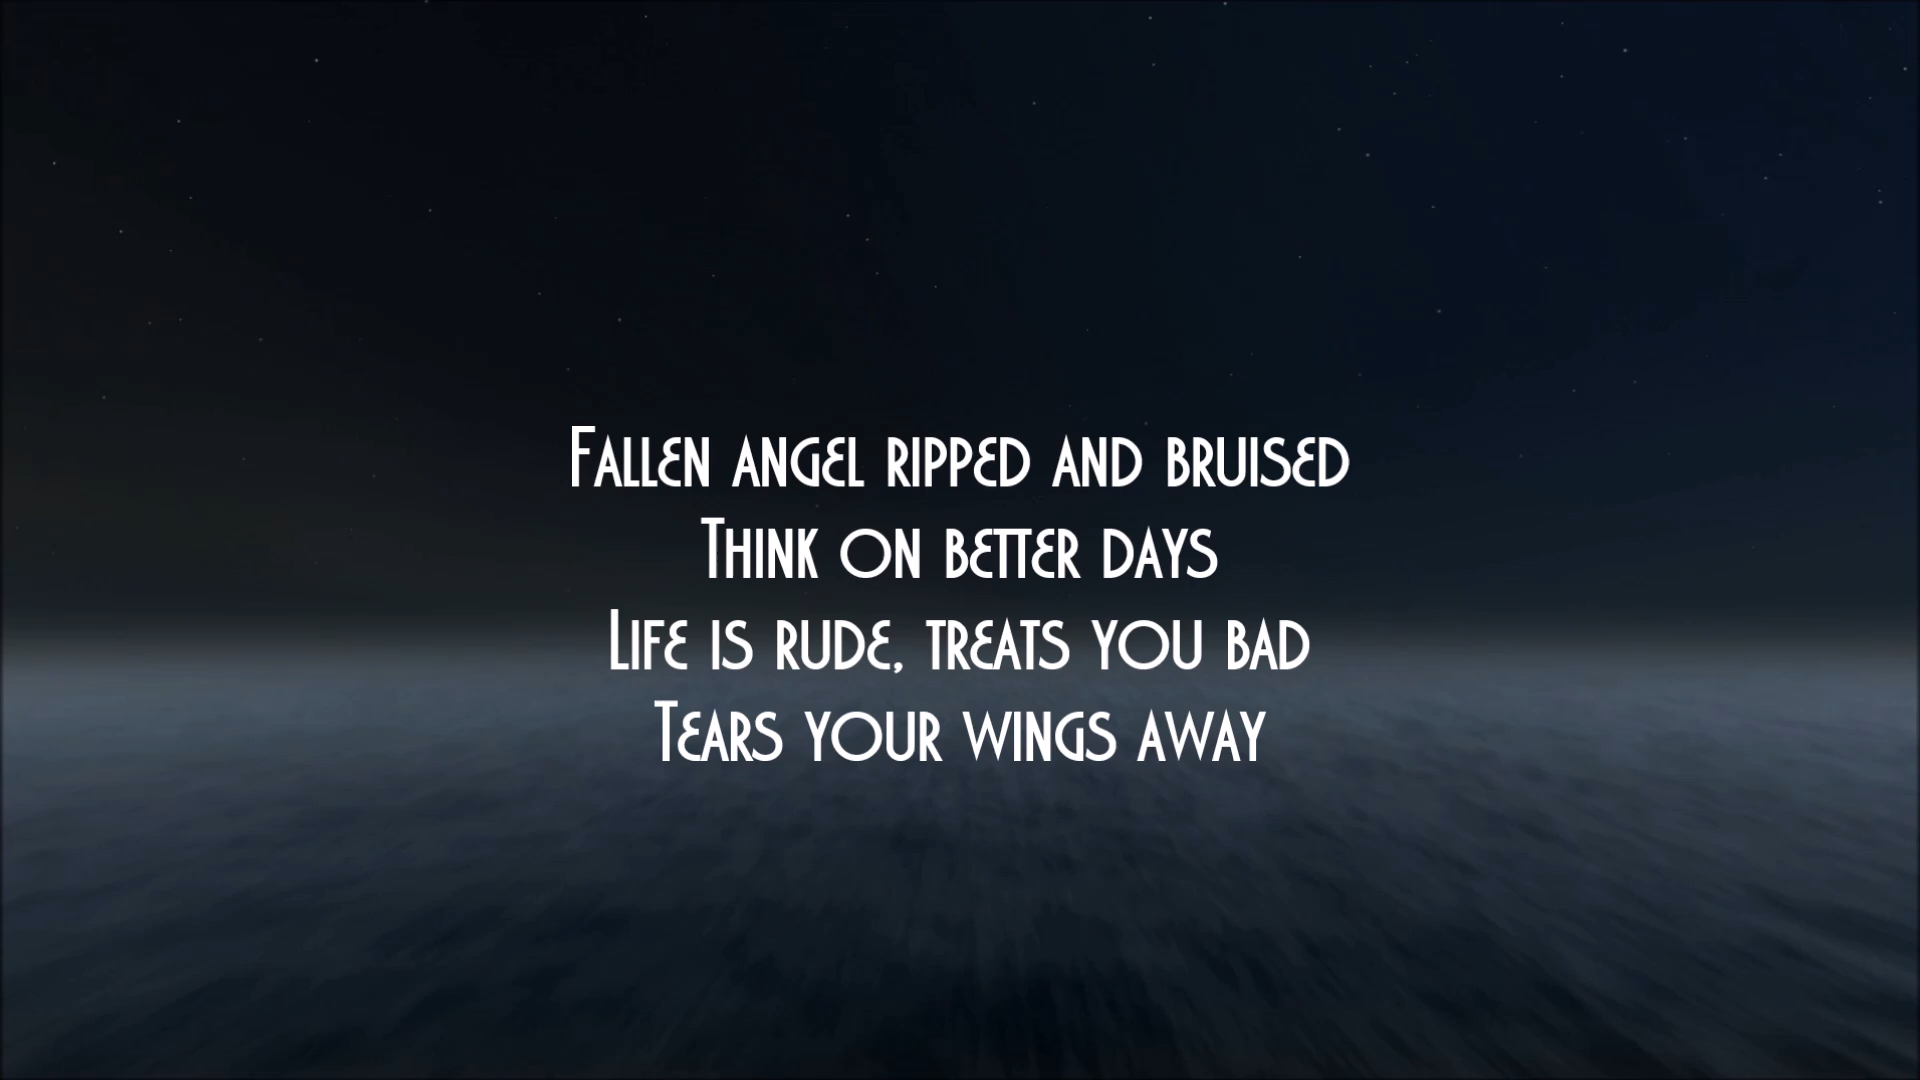 Fallen angel ripped and bruised
Think on better days
Life is rude, treats you bad
Tears your wings away